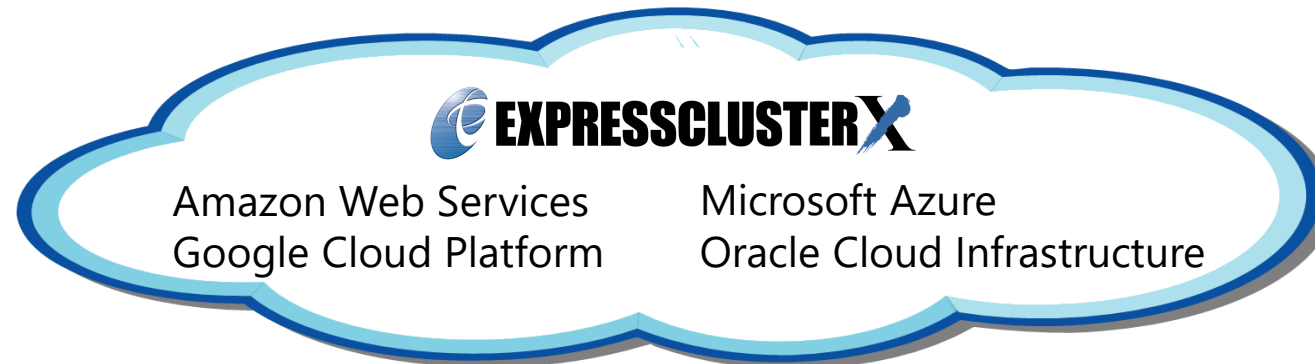 EXPRESSCLUSTER X
Amazon Web Services
Google Cloud Platform
Microsoft Azure
Oracle Cloud Infrastructure